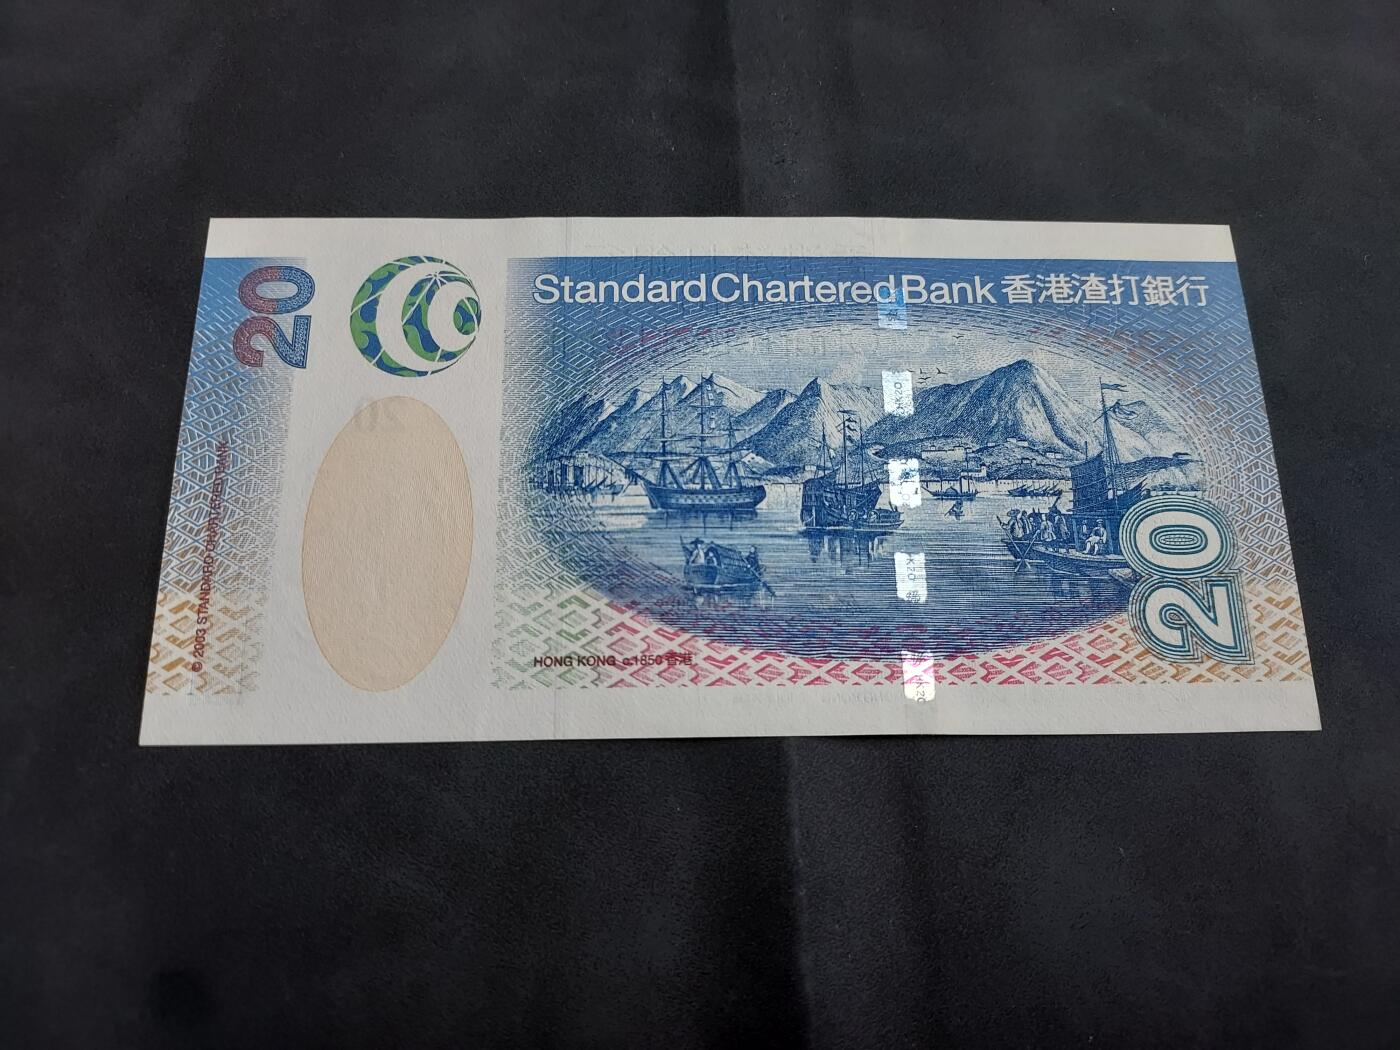 20
© 2003 STANDARD CHARTERED BANK
Standard Chartered Bank 香港渣打銀行
HONG KONG c.1850 香港
20